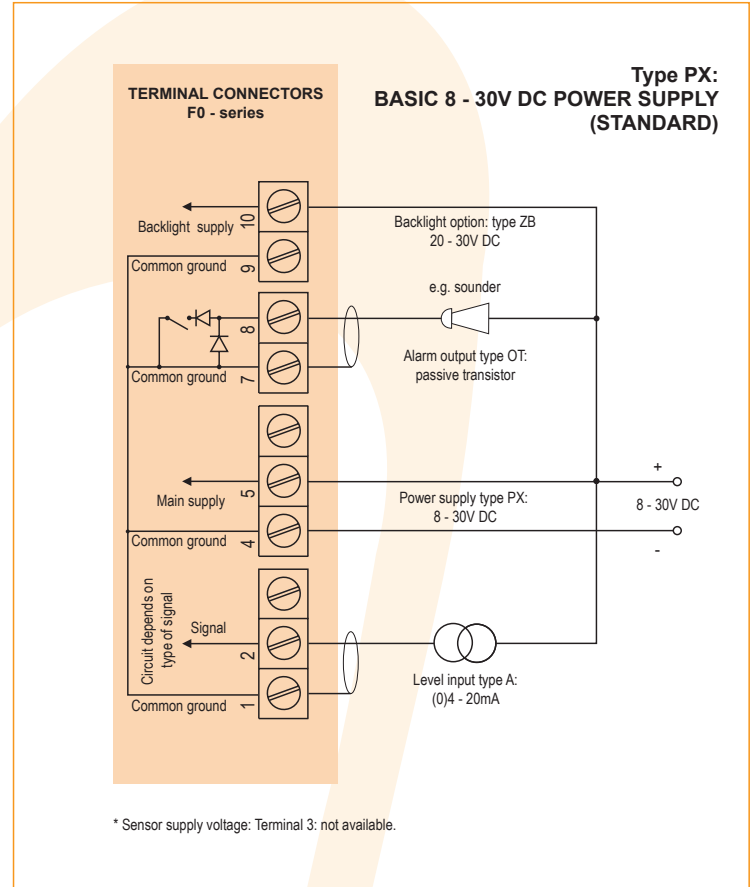 Type PX:
BASIC 8 - 30V DC POWER SUPPLY
(STANDARD)
TERMINAL CONNECTORS
F0 - series
10
Backlight supply
Backlight option: type ZB
20 - 30V DC
9
Common ground
e.g. sounder
8
Alarm output type OT:
passive transistor
7
Common ground
5
Main supply
Power supply type PX:
8 - 30V DC
+
8 - 30V DC
-
4
Common ground
Circuit depends on
type of signal
Signal
2
Level input type A:
(0)4 - 20mA
1
Common ground
* Sensor supply voltage: Terminal 3: not available.